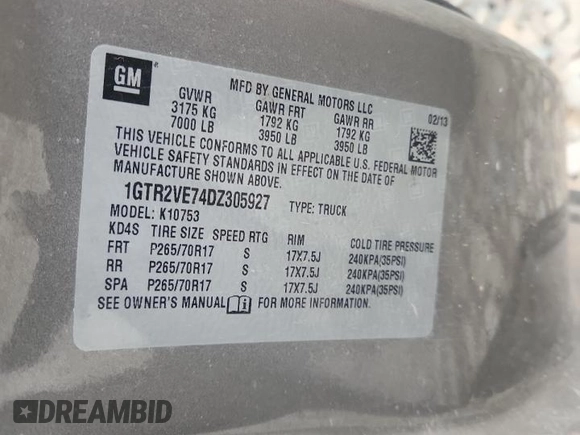 GM
®
MFD BY GENERAL MOTORS LLC
02/13
GVWR GAWR FRT GAWR RR
3175 KG 1792 KG 1792 KG
7000 LB 3950 LB 3950 LB
THIS VEHICLE CONFORMS TO ALL APPLICABLE U.S. FEDERAL MOTOR
VEHICLE SAFETY STANDARDS IN EFFECT ON THE DATE OF
MANUFACTURE SHOWN ABOVE.
1GTR2VE74DZ305927 TYPE: TRUCK
MODEL: K10753
KD4S TIRE SIZE SPEED RTG RIM COLD TIRE PRESSURE
FRT P265/70R17 S 17X7.5J 240KPA(35PSI)
RR P265/70R17 S 17X7.5J 240KPA(35PSI)
SPA P265/70R17 S 17X7.5J 240KPA(35PSI)
SEE OWNER'S MANUAL FOR ADDITIONAL INFORMATION.
DREAMBID